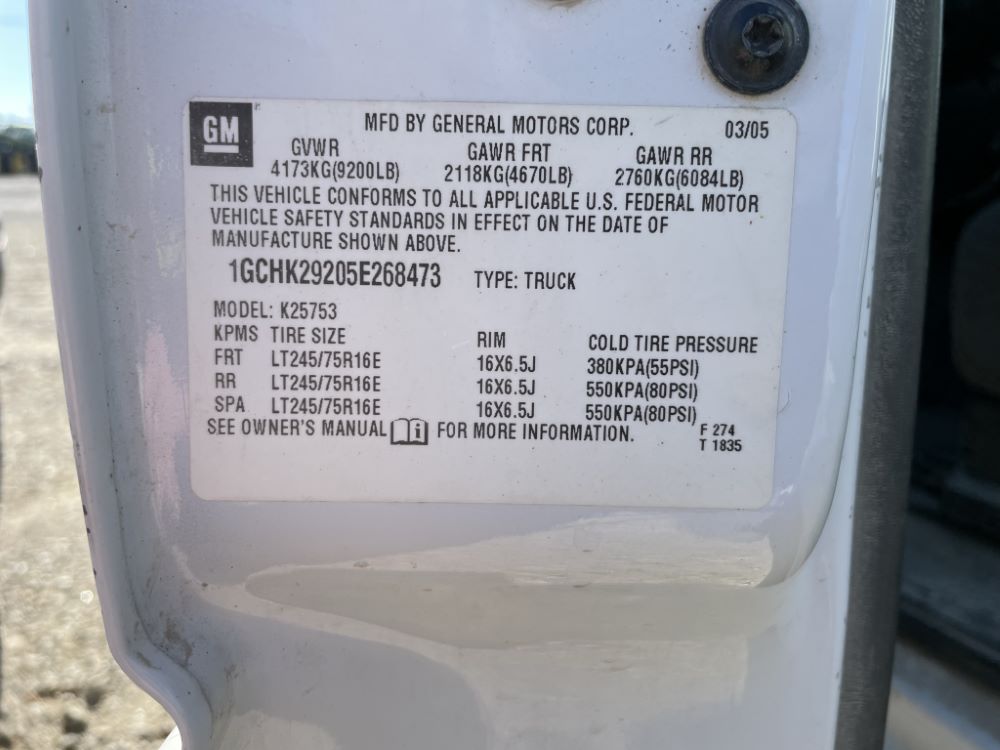 GM
MFD BY GENERAL MOTORS CORP. 03/05
GVWR GAWR FRT GAWR RR
4173KG(9200LB) 2118KG(4670LB) 2760KG(6084LB)
THIS VEHICLE CONFORMS TO ALL APPLICABLE U.S. FEDERAL MOTOR
VEHICLE SAFETY STANDARDS IN EFFECT ON THE DATE OF
MANUFACTURE SHOWN ABOVE.
1GCHK29205E268473 TYPE: TRUCK
MODEL: K25753
KPMS TIRE SIZE RIM COLD TIRE PRESSURE
FRT LT245/75R16E 16X6.5J 380KPA(55PSI)
RR LT245/75R16E 16X6.5J 550KPA(80PSI)
SPA LT245/75R16E 16X6.5J 550KPA(80PSI)
SEE OWNER'S MANUAL i FOR MORE INFORMATION.
F 274
T 1835